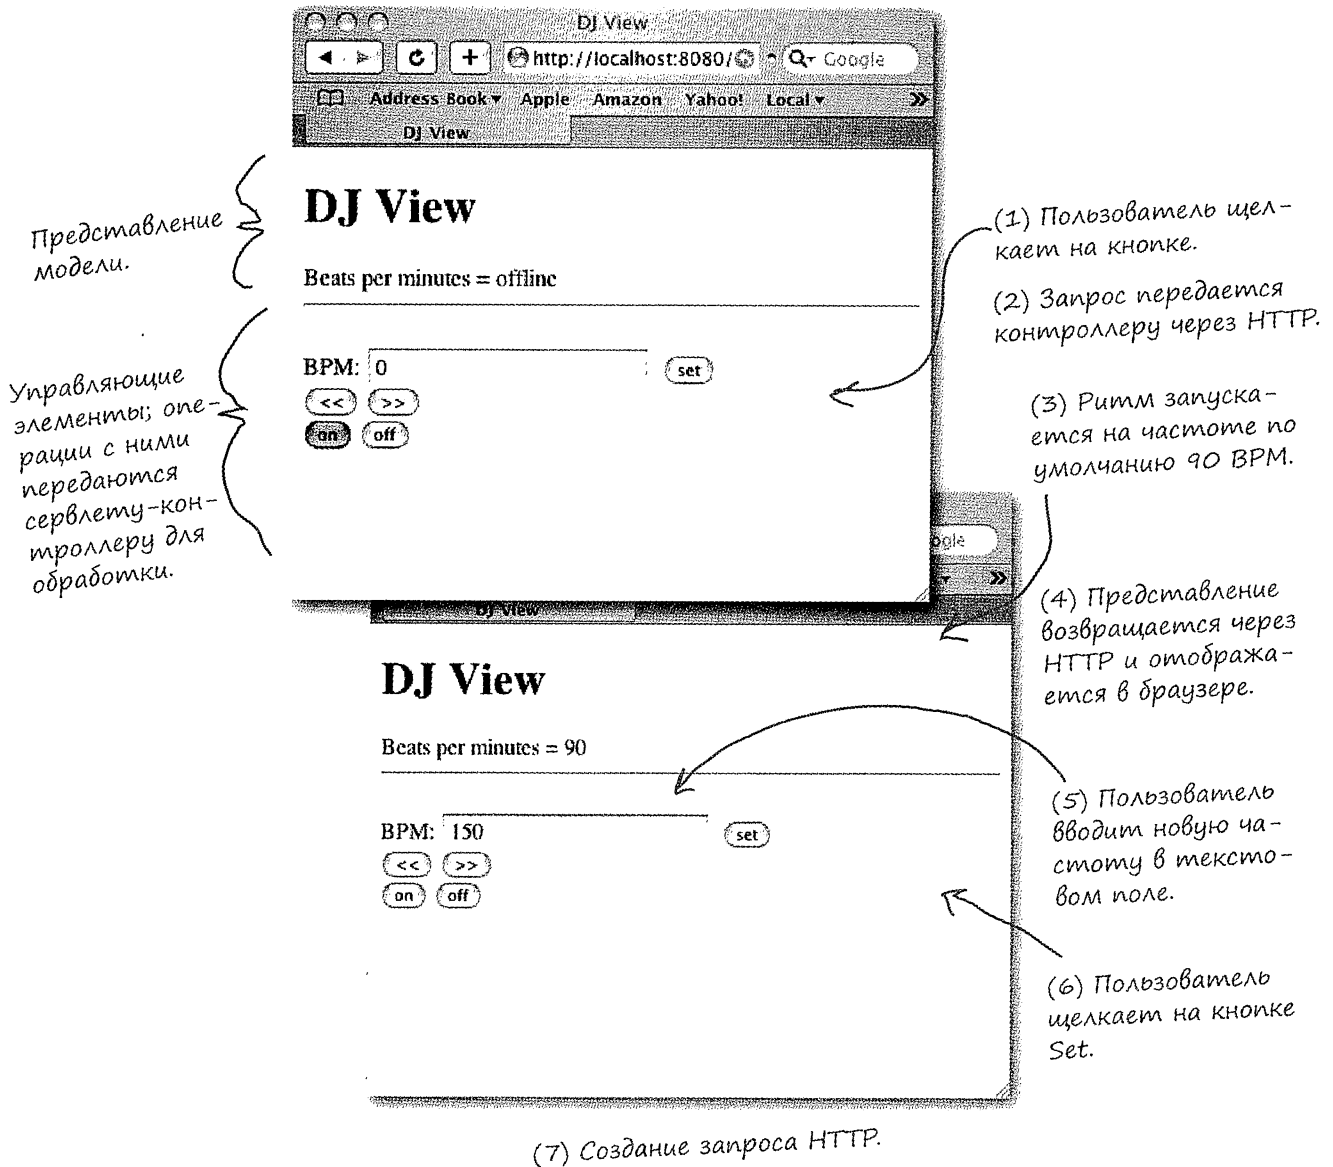 DJ View
http://localhost:8080/
Google
Address Book Apple Amazon Yahoo! Local »
DJ View
DJ View
Beats per minutes = offline
BPM: 0 set
<< >>
on off
Представление
модели.
Управляющие
элементы; опе-
рации с ними
передаются
сервлету-кон-
троллеру для
обработки.
(1) Пользователь щел-
кает на кнопке.
(2) Запрос передается
контроллеру через HTTP.
(3) Ритм запуска-
ется на частоте по
умолчанию 90 BPM.
ogle
»
DJ View
DJ View
Beats per minutes = 90
BPM: 150 set
<< >>
on off
(4) Представление
возвращается через
HTTP и отобража-
ется в браузере.
(5) Пользователь
вводит новую ча-
стоту в тексто-
вом поле.
(6) Пользователь
щелкает на кнопке
Set.
(7) Создание запроса HTTP.